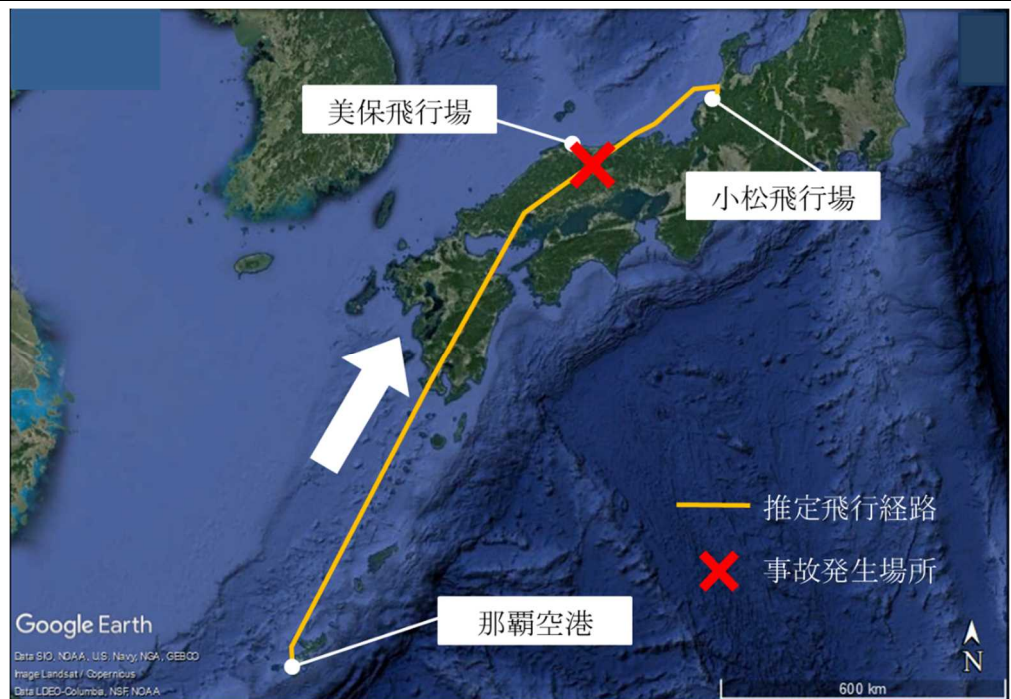 美保飛行場
小松飛行場
推定飛行経路
事故発生場所
那覇空港
Google Earth
Data SIO, NOAA, U.S. Navy, NGA, GEBCO
Image Landsat / Copernicus
Data LDEO-Columbia, NSF, NOAA
N
600 km